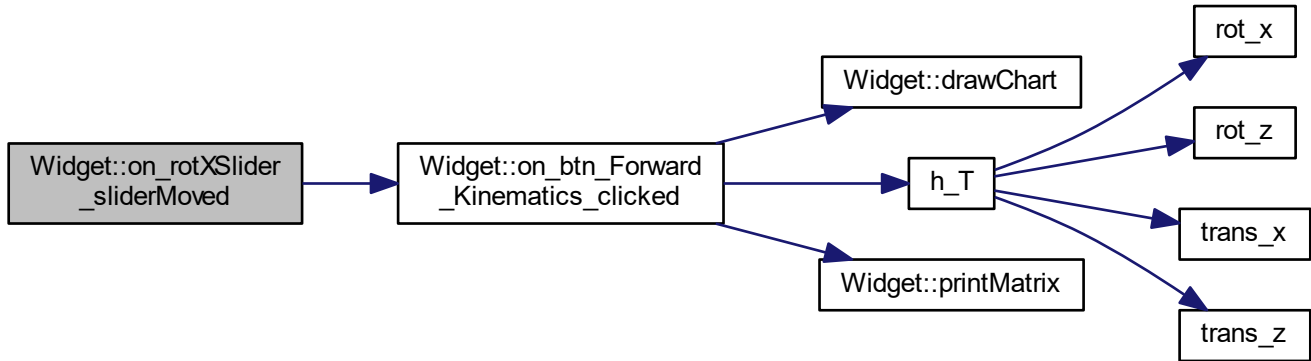 Widget::on_rotXSlider
_sliderMoved
Widget::on_btn_Forward
_Kinematics_clicked
Widget::drawChart
h_T
Widget::printMatrix
rot_x
rot_z
trans_x
trans_z